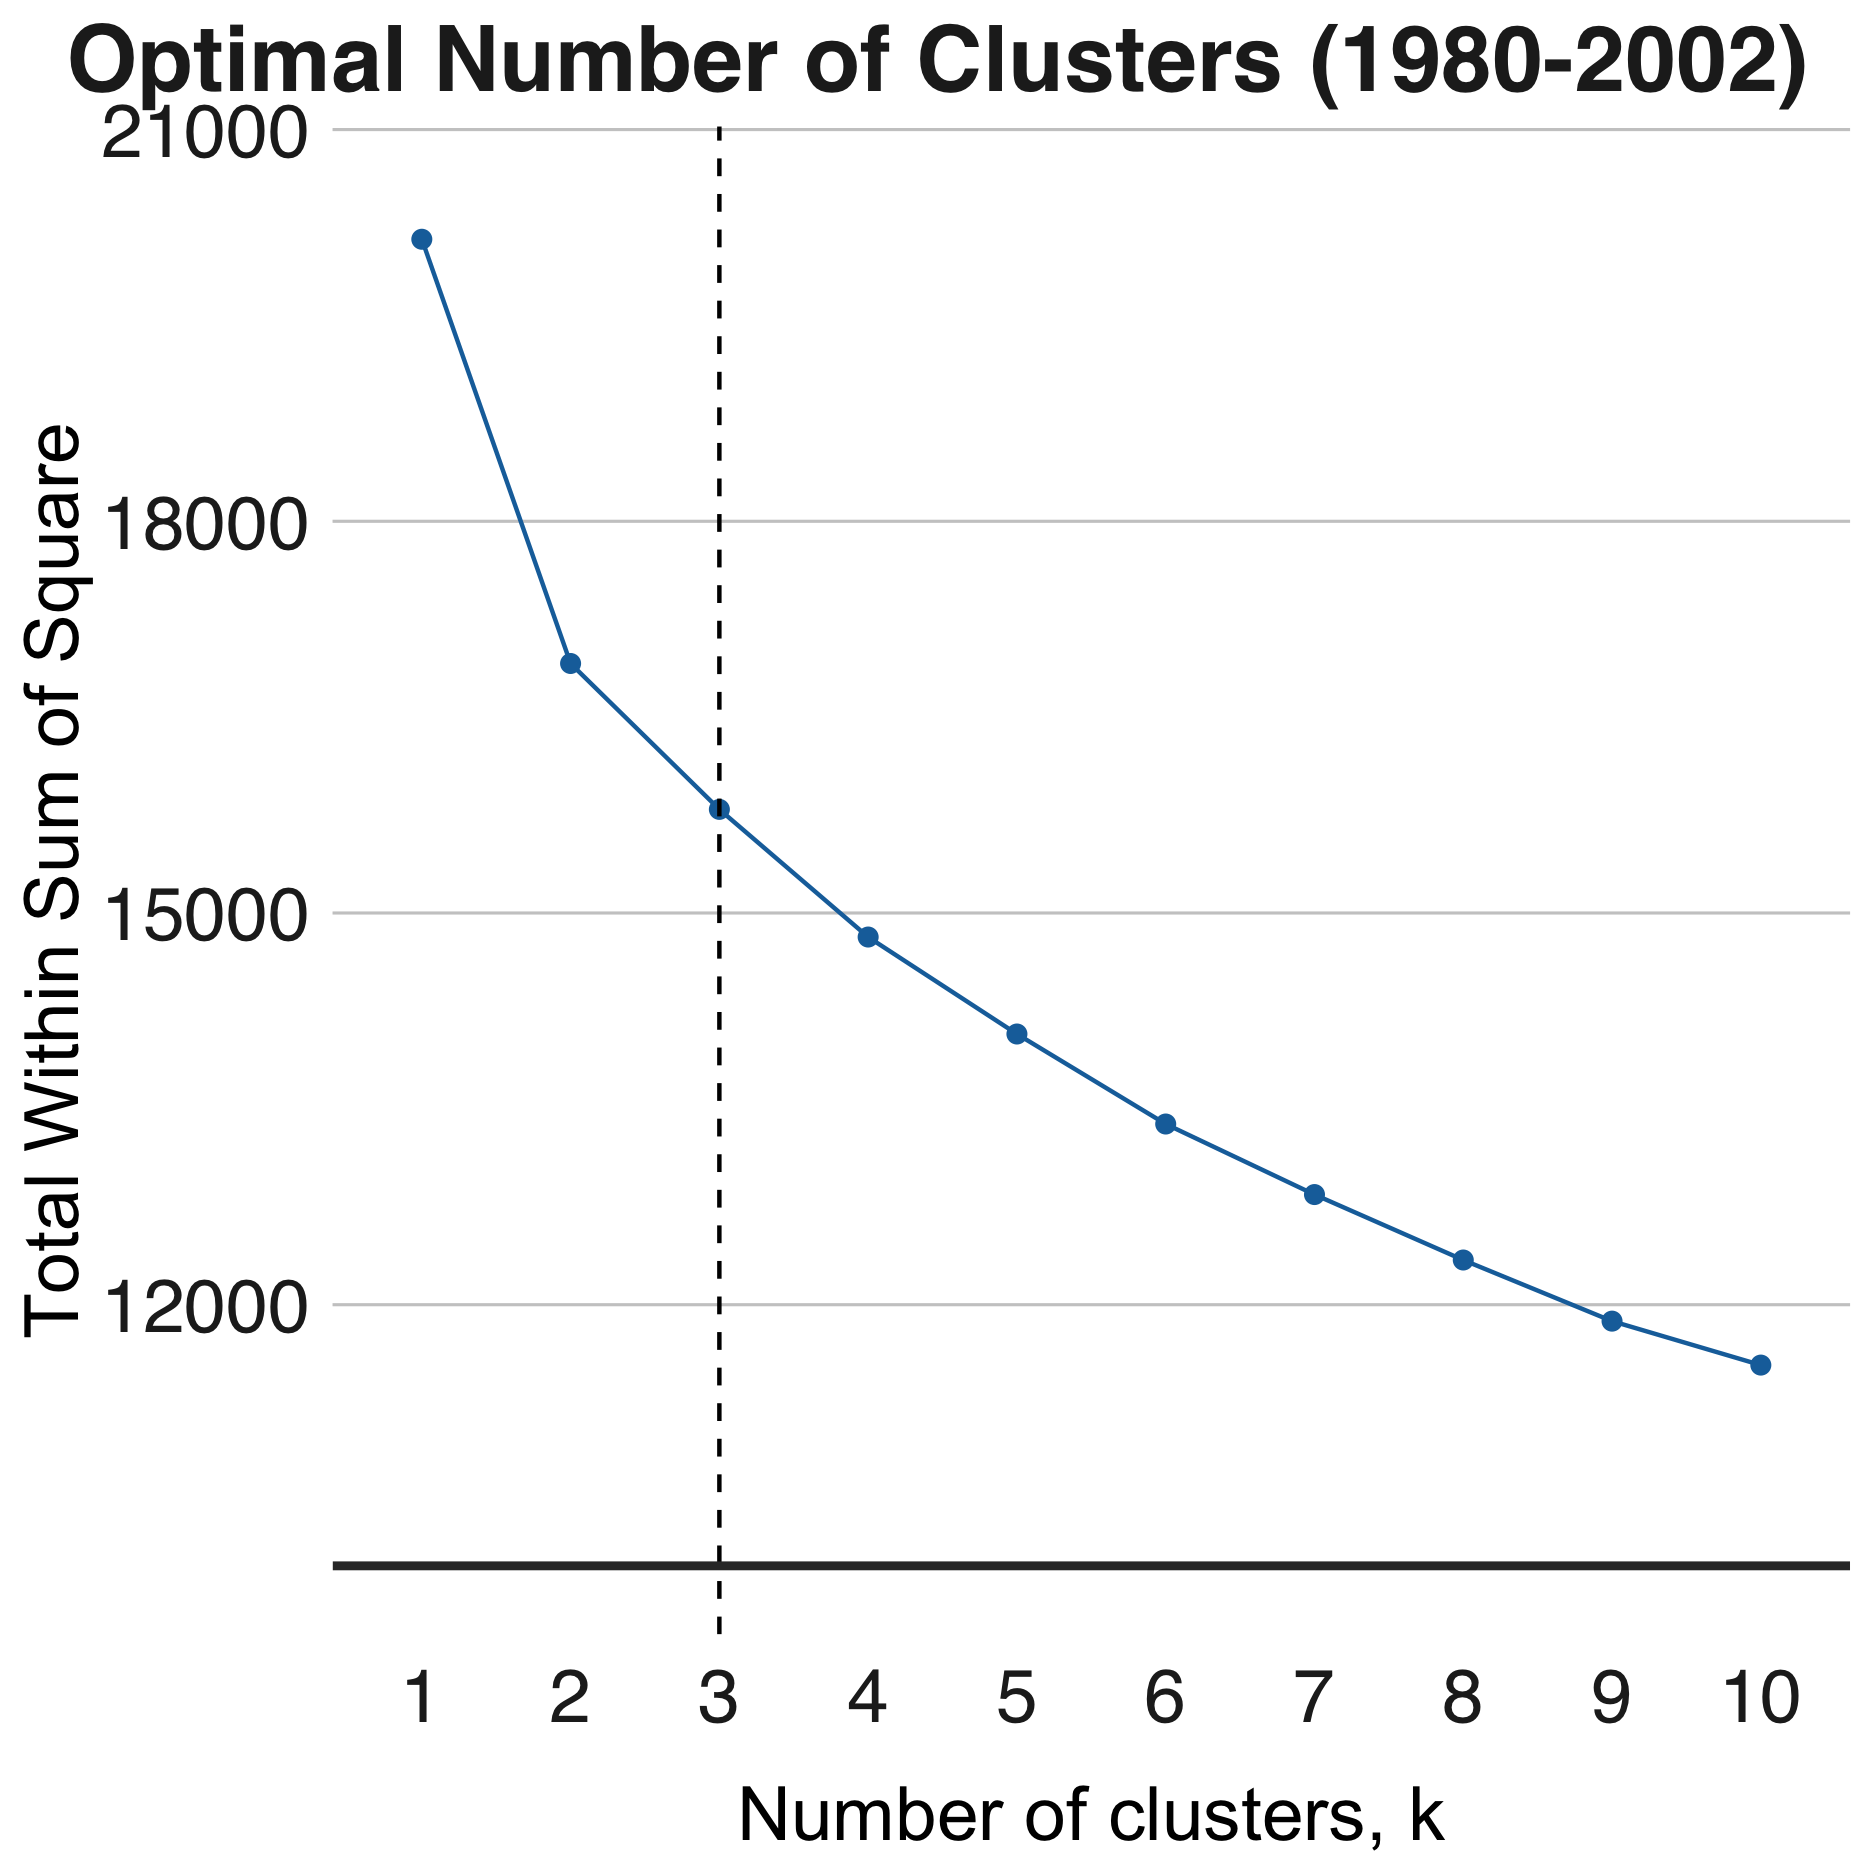 Optimal Number of Clusters (1980-2002)
21000
18000
15000
12000
Total Within Sum of Square
1 2 3 4 5 6 7 8 9 10
Number of clusters, k